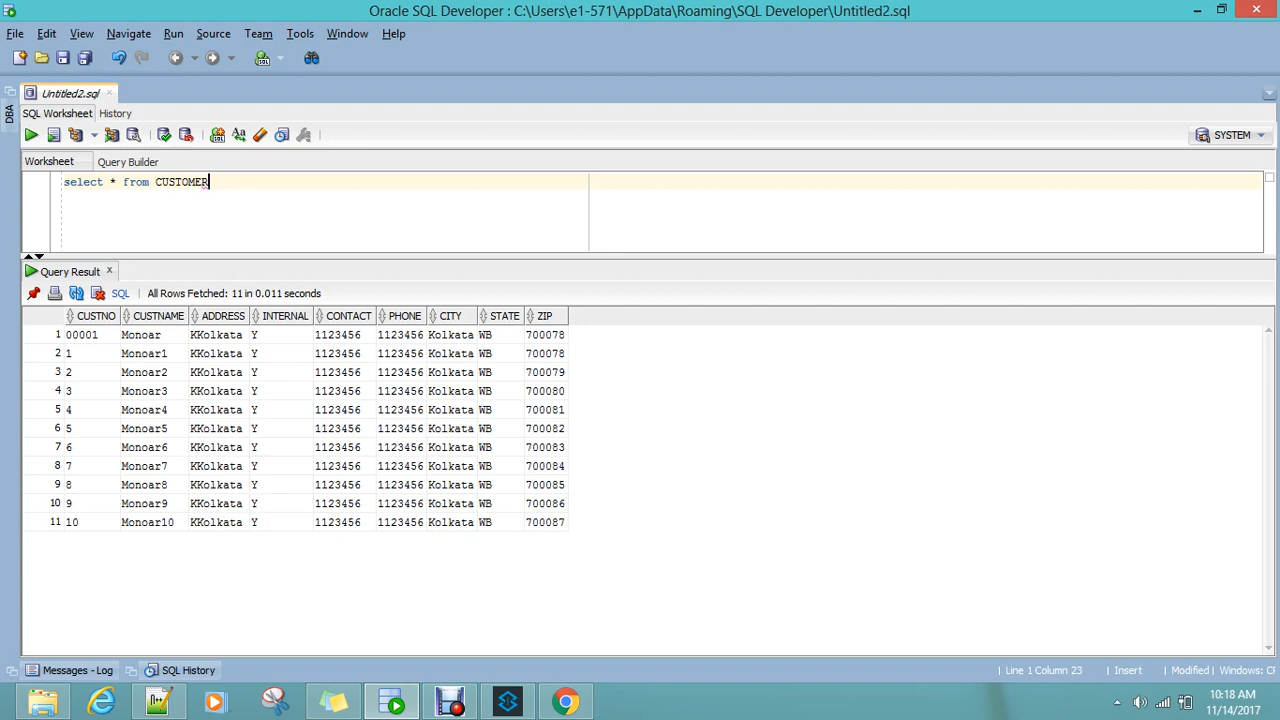 Oracle SQL Developer : C:\Users\e1-571\AppData\Roaming\SQL Developer\Untitled2.sql
File Edit View Navigate Run Source Team Tools Window Help
Untitled2.sql
DBA
SQL Worksheet History
SYSTEM
Worksheet Query Builder
select * from CUSTOMER
Query Result
SQL All Rows Fetched: 11 in 0.011 seconds
CUSTNO CUSTNAME ADDRESS INTERNAL CONTACT PHONE CITY STATE ZIP
1 00001 Monoar KKolkata Y 1123456 1123456 Kolkata WB 700078
2 1 Monoar1 KKolkata Y 1123456 1123456 Kolkata WB 700078
3 2 Monoar2 KKolkata Y 1123456 1123456 Kolkata WB 700079
4 3 Monoar3 KKolkata Y 1123456 1123456 Kolkata WB 700080
5 4 Monoar4 KKolkata Y 1123456 1123456 Kolkata WB 700081
6 5 Monoar5 KKolkata Y 1123456 1123456 Kolkata WB 700082
7 6 Monoar6 KKolkata Y 1123456 1123456 Kolkata WB 700083
8 7 Monoar7 KKolkata Y 1123456 1123456 Kolkata WB 700084
9 8 Monoar8 KKolkata Y 1123456 1123456 Kolkata WB 700085
10 9 Monoar9 KKolkata Y 1123456 1123456 Kolkata WB 700086
11 10 Monoar10 KKolkata Y 1123456 1123456 Kolkata WB 700087
Messages - Log SQL History Line 1 Column 23 Insert Modified Windows: CF
10:18 AM
11/14/2017